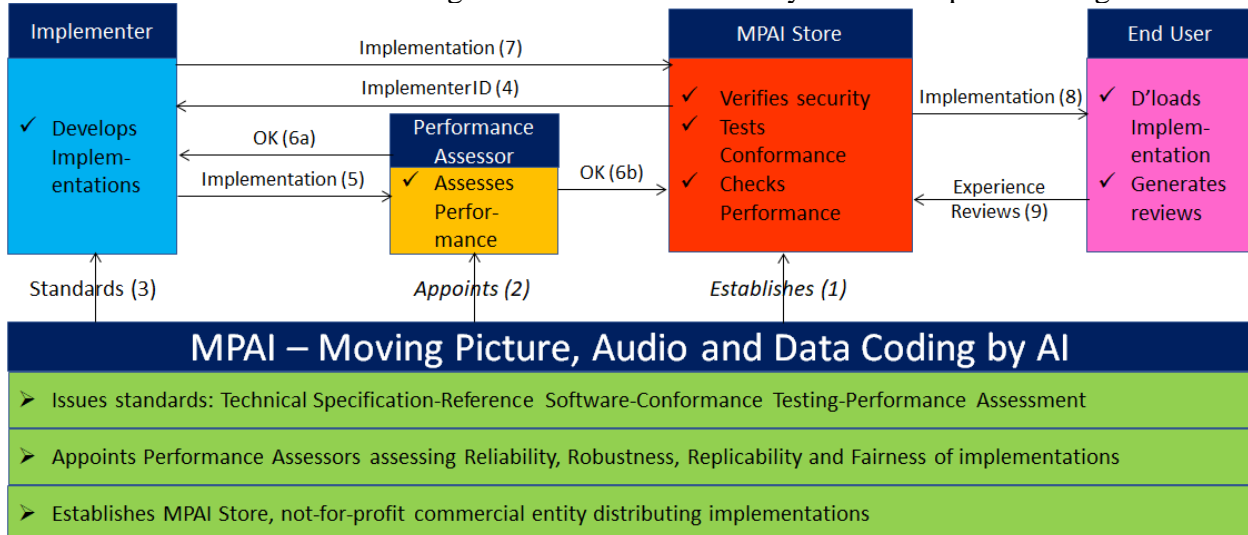 Implementer
Implementation (7)
MPAI Store
End User
ImplementerID (4)
✓ Develops
Implem-
entations
OK (6a)
Implementation (5)
Performance
Assessor
✓ Assesses
Perfor-
mance
OK (6b)
✓ Verifies security
✓ Tests
Conformance
✓ Checks
Performance
Implementation (8)
Experience
Reviews (9)
✓ D'loads
Implem-
entation
✓ Generates
reviews
Standards (3)
Appoints (2)
Establishes (1)
MPAI – Moving Picture, Audio and Data Coding by AI
➢ Issues standards: Technical Specification-Reference Software-Conformance Testing-Performance Assessment
➢ Appoints Performance Assessors assessing Reliability, Robustness, Replicability and Fairness of implementations
➢ Establishes MPAI Store, not-for-profit commercial entity distributing implementations